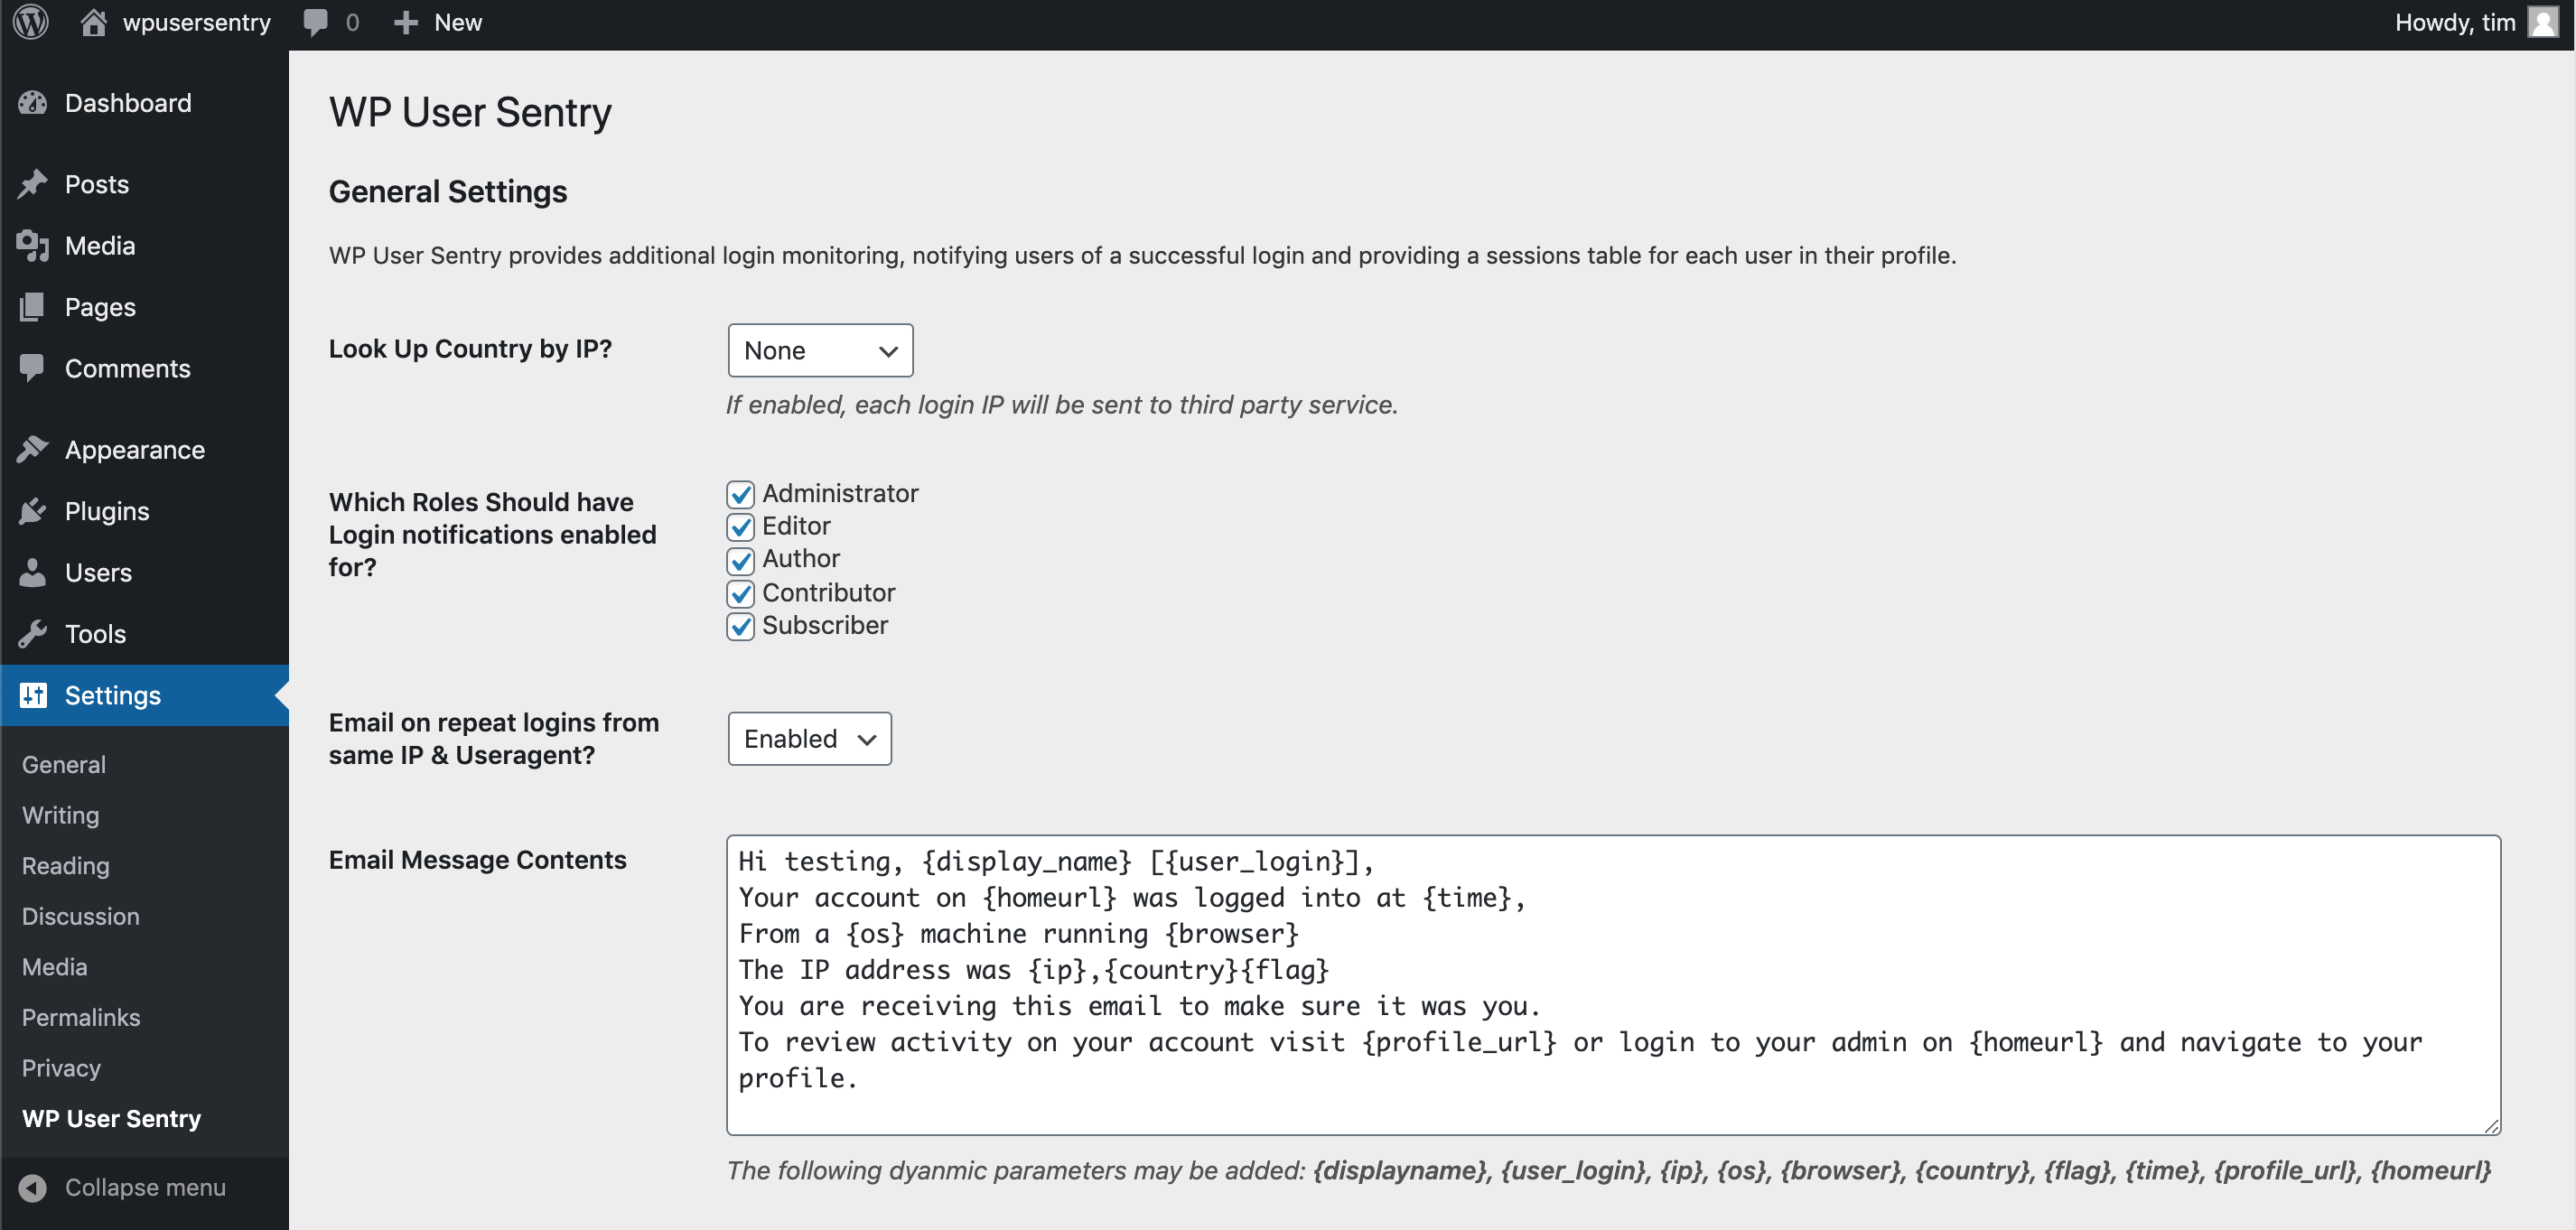 wpusersentry 0 New Howdy, tim
Dashboard
Posts
Media
Pages
Comments
Appearance
Plugins
Users
Tools
Settings
General
Writing
Reading
Discussion
Media
Permalinks
Privacy
WP User Sentry
Collapse menu
WP User Sentry
General Settings
WP User Sentry provides additional login monitoring, notifying users of a successful login and providing a sessions table for each user in their profile.
Look Up Country by IP?
None
If enabled, each login IP will be sent to third party service.
Which Roles Should have
Login notifications enabled
for?
Administrator
Editor
Author
Contributor
Subscriber
Email on repeat logins from
same IP & Useragent?
Enabled
Email Message Contents
Hi testing, {display_name} [{user_login}],
Your account on {homeurl} was logged into at {time},
From a {os} machine running {browser}
The IP address was {ip},{country}{flag}
You are receiving this email to make sure it was you.
To review activity on your account visit {profile_url} or login to your admin on {homeurl} and navigate to your
profile.
The following dyanmic parameters may be added: {displayname}, {user_login}, {ip}, {os}, {browser}, {country}, {flag}, {time}, {profile_url}, {homeurl}